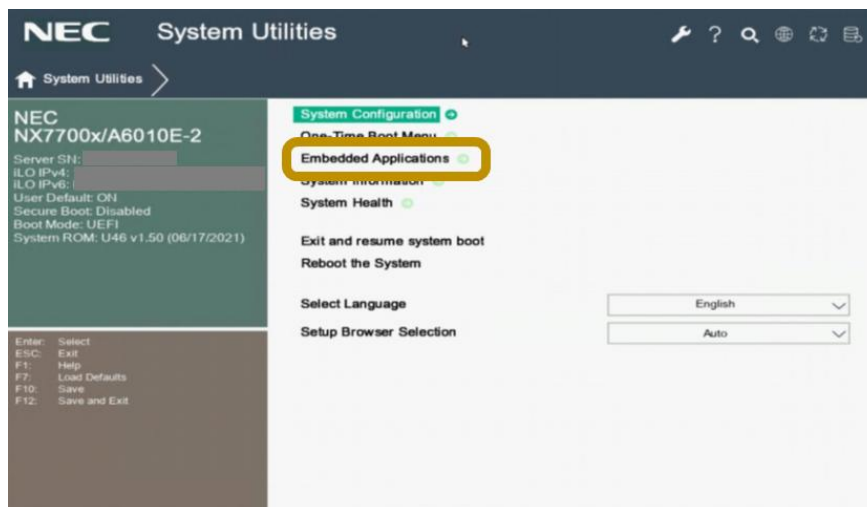 NEC System Utilities
System Utilities
NEC
NX7700x/A6010E-2
Server SN:
iLO IPv4:
iLO IPv6:
User Default: ON
Secure Boot: Disabled
Boot Mode: UEFI
System ROM: U46 v1.50 (06/17/2021)
Enter: Select
ESC: Exit
F1: Help
F7: Load Defaults
F10: Save
F12: Save and Exit
System Configuration
One-Time Boot Menu
Embedded Applications
System Information
System Health
Exit and resume system boot
Reboot the System
Select Language English
Setup Browser Selection Auto